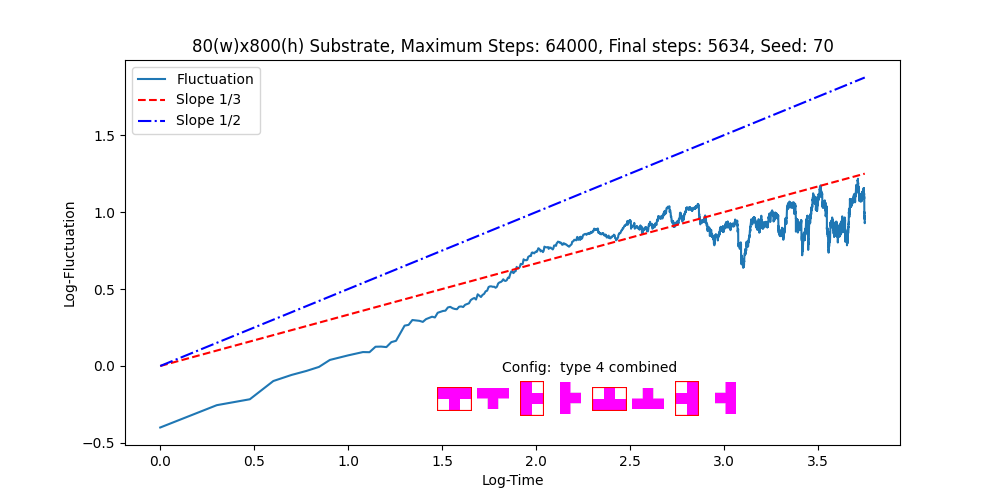 80(w)x800(h) Substrate, Maximum Steps: 64000, Final steps: 5634, Seed: 70
Fluctuation
Slope 1/3
Slope 1/2
Log-Fluctuation
1.5
1.0
0.5
0.0
−0.5
Config:  type 4 combined
0.0 0.5 1.0 1.5 2.0 2.5 3.0 3.5
Log-Time